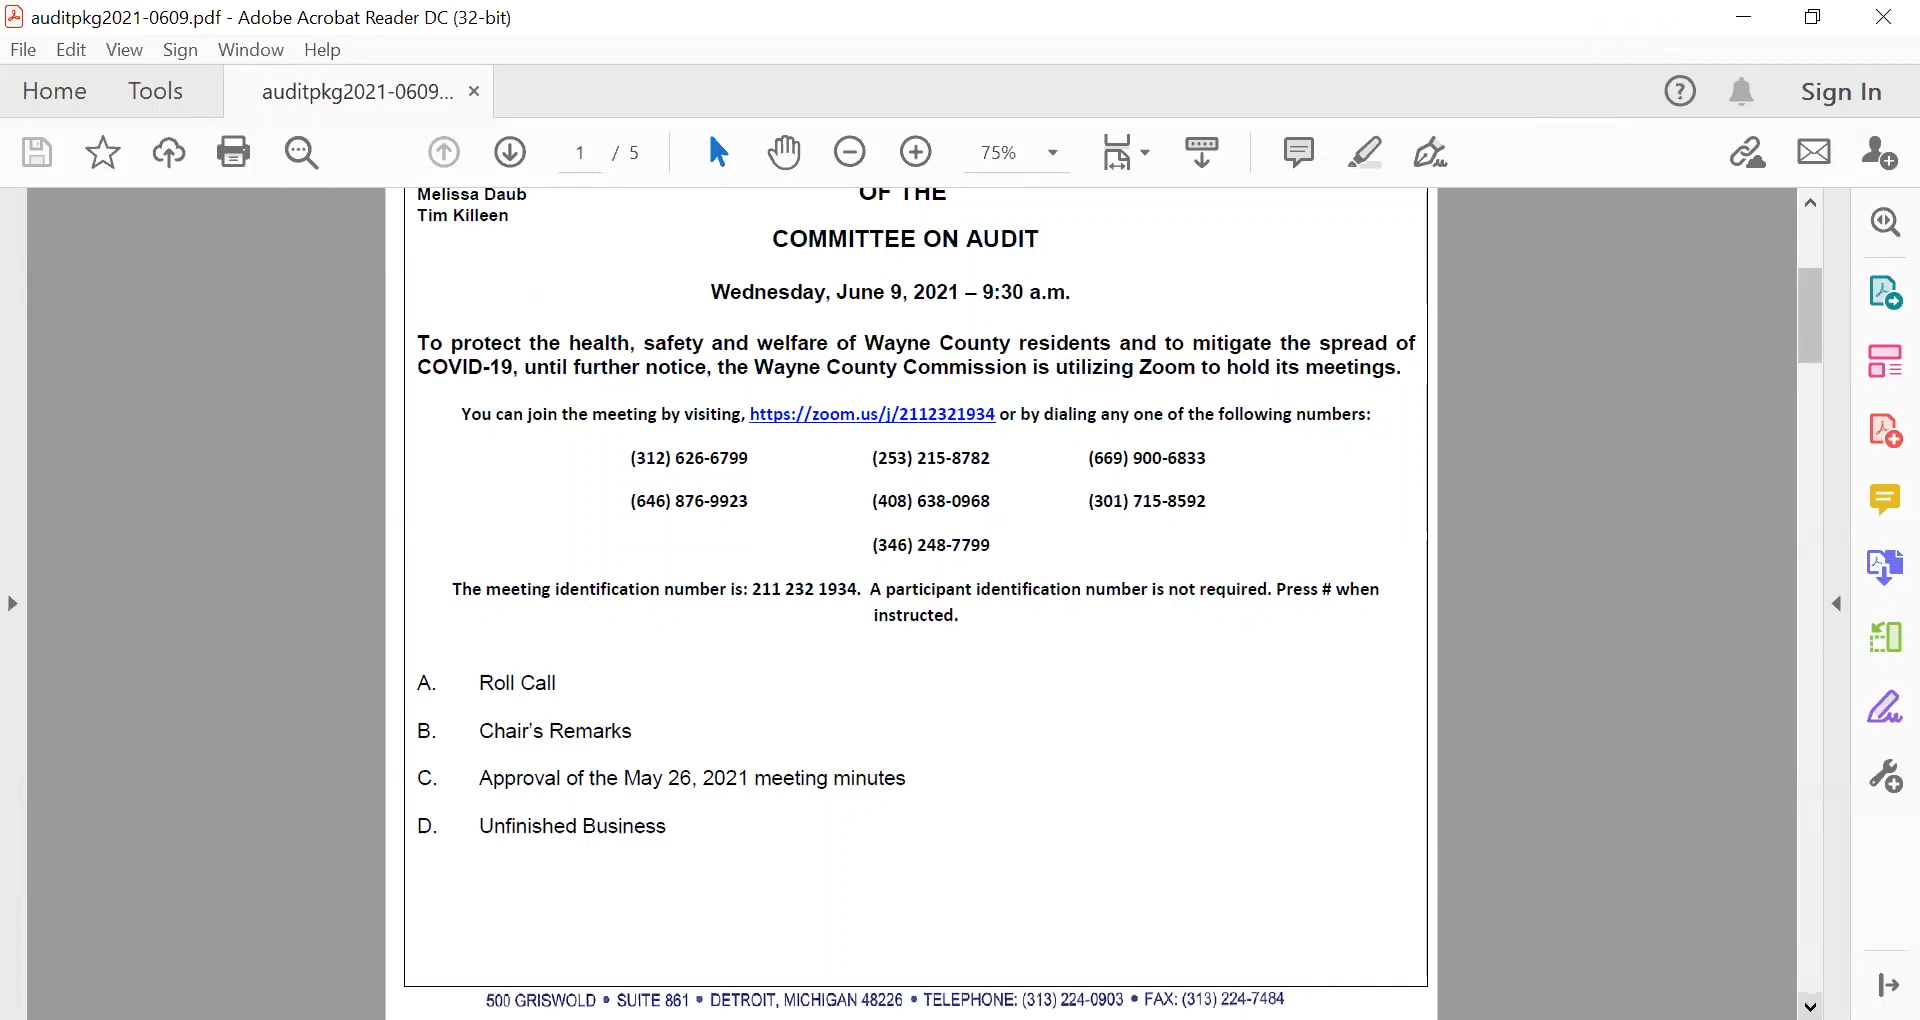 auditpkg2021-0609.pdf - Adobe Acrobat Reader DC (32-bit)
File Edit View Sign Window Help
Home Tools auditpkg2021-0609... × Sign In
1 / 5 75%
Melissa Daub OF THE
Tim Killeen
COMMITTEE ON AUDIT
Wednesday, June 9, 2021 – 9:30 a.m.
To protect the health, safety and welfare of Wayne County residents and to mitigate the spread of
COVID-19, until further notice, the Wayne County Commission is utilizing Zoom to hold its meetings.
You can join the meeting by visiting, https://zoom.us/j/2112321934 or by dialing any one of the following numbers:
(312) 626-6799 (253) 215-8782 (669) 900-6833
(646) 876-9923 (408) 638-0968 (301) 715-8592
(346) 248-7799
The meeting identification number is: 211 232 1934. A participant identification number is not required. Press # when
instructed.
A. Roll Call
B. Chair's Remarks
C. Approval of the May 26, 2021 meeting minutes
D. Unfinished Business
500 GRISWOLD • SUITE 861 • DETROIT, MICHIGAN 48226 • TELEPHONE: (313) 224-0903 • FAX: (313) 224-7484